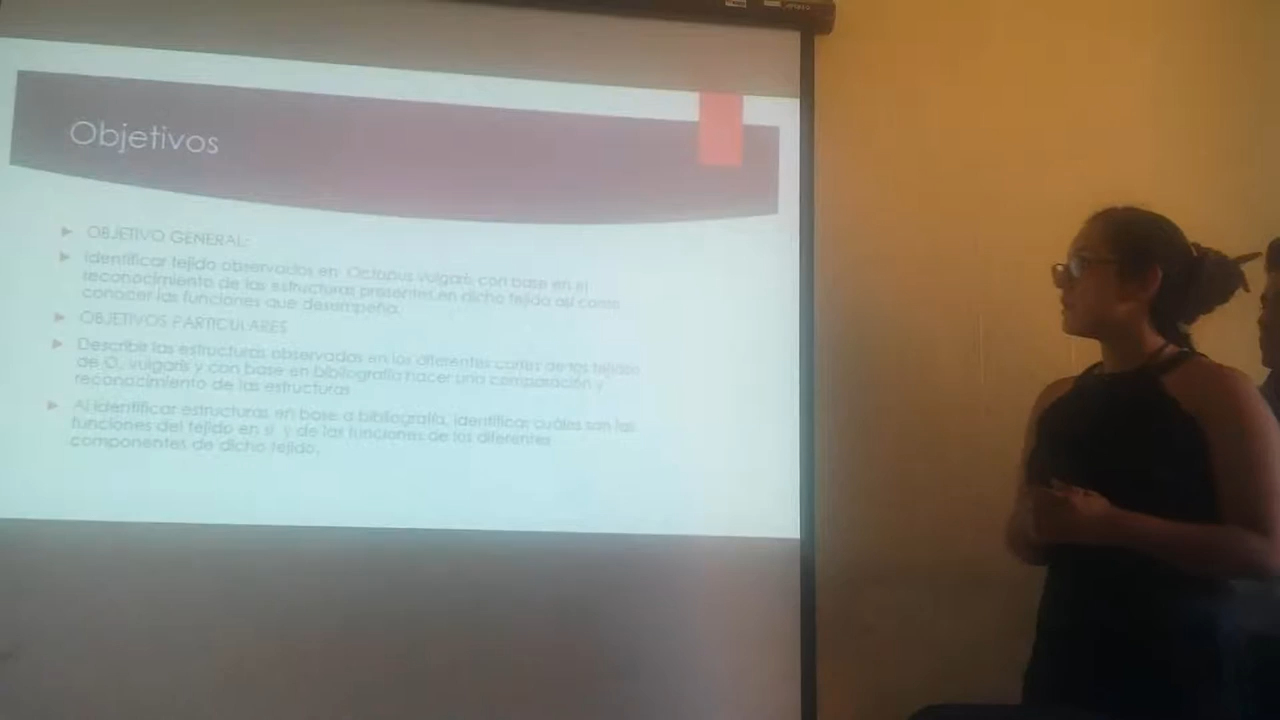 Objetivos
OBJETIVO GENERAL:
Identificar tejido observados en Octopus vulgaris con base en el
reconocimiento de las estructuras presentes en dicho tejido así como
conocer las funciones que desempeña.
OBJETIVOS PARTICULARES
Describir las estructuras observadas en los diferentes cortes de los tejidos
de O. vulgaris y con base en bibliografía hacer una comparación y
reconocimiento de las estructuras
Al identificar estructuras en base a bibliografía, identificar cuáles son las
funciones del tejido en sí y de las funciones de los diferentes
componentes de dicho tejido.